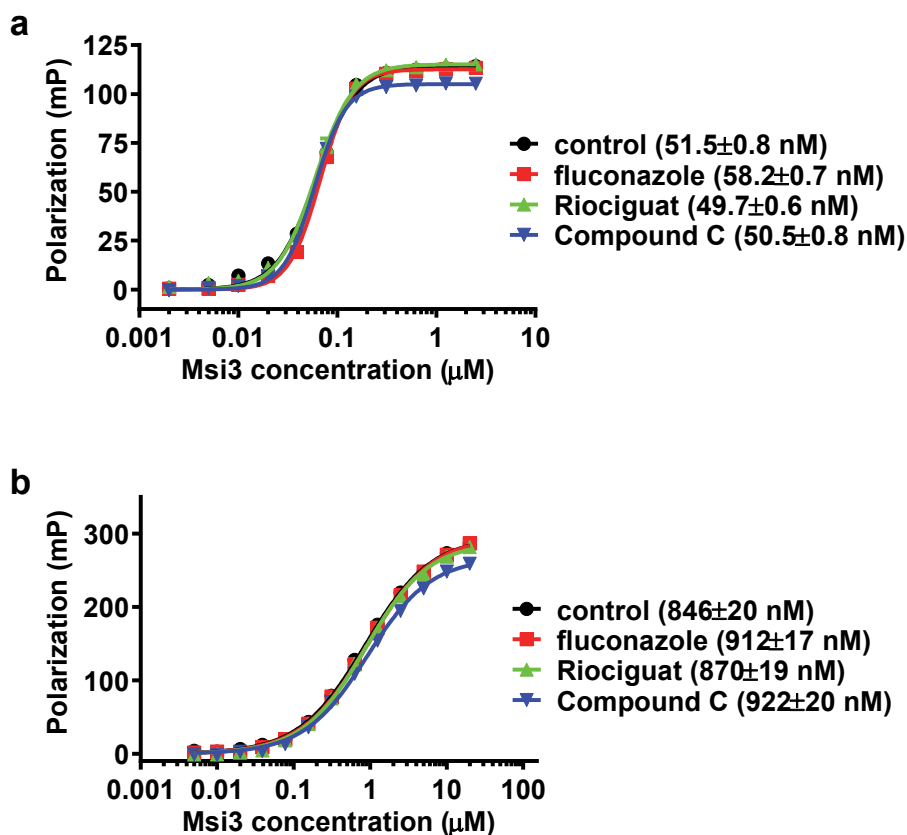 a
125
100
75
50
25
0
Polarization (mP)
0.001 0.01 0.1 1 10
Msi3 concentration (μM)
control (51.5±0.8 nM)
fluconazole (58.2±0.7 nM)
Riociguat (49.7±0.6 nM)
Compound C (50.5±0.8 nM)
b
300
200
100
0
Polarization (mP)
0.001 0.01 0.1 1 10 100
Msi3 concentration (μM)
control (846±20 nM)
fluconazole (912±17 nM)
Riociguat (870±19 nM)
Compound C (922±20 nM)